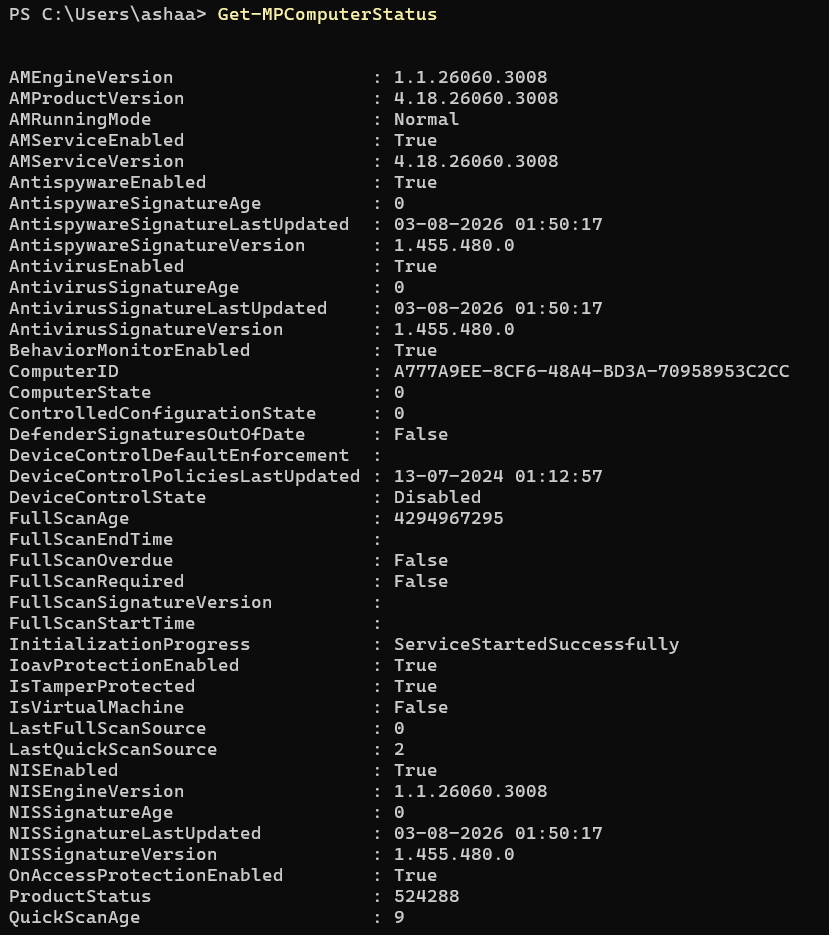 PS C:\Users\ashaa> Get-MPComputerStatus
AMEngineVersion : 1.1.26060.3008
AMProductVersion : 4.18.26060.3008
AMRunningMode : Normal
AMServiceEnabled : True
AMServiceVersion : 4.18.26060.3008
AntispywareEnabled : True
AntispywareSignatureAge : 0
AntispywareSignatureLastUpdated : 03-08-2026 01:50:17
AntispywareSignatureVersion : 1.455.480.0
AntivirusEnabled : True
AntivirusSignatureAge : 0
AntivirusSignatureLastUpdated : 03-08-2026 01:50:17
AntivirusSignatureVersion : 1.455.480.0
BehaviorMonitorEnabled : True
ComputerID : A777A9EE-8CF6-48A4-BD3A-70958953C2CC
ComputerState : 0
ControlledConfigurationState : 0
DefenderSignaturesOutOfDate : False
DeviceControlDefaultEnforcement :
DeviceControlPoliciesLastUpdated : 13-07-2024 01:12:57
DeviceControlState : Disabled
FullScanAge : 4294967295
FullScanEndTime :
FullScanOverdue : False
FullScanRequired : False
FullScanSignatureVersion :
FullScanStartTime :
InitializationProgress : ServiceStartedSuccessfully
IoavProtectionEnabled : True
IsTamperProtected : True
IsVirtualMachine : False
LastFullScanSource : 0
LastQuickScanSource : 2
NISEnabled : True
NISEngineVersion : 1.1.26060.3008
NISSignatureAge : 0
NISSignatureLastUpdated : 03-08-2026 01:50:17
NISSignatureVersion : 1.455.480.0
OnAccessProtectionEnabled : True
ProductStatus : 524288
QuickScanAge : 9